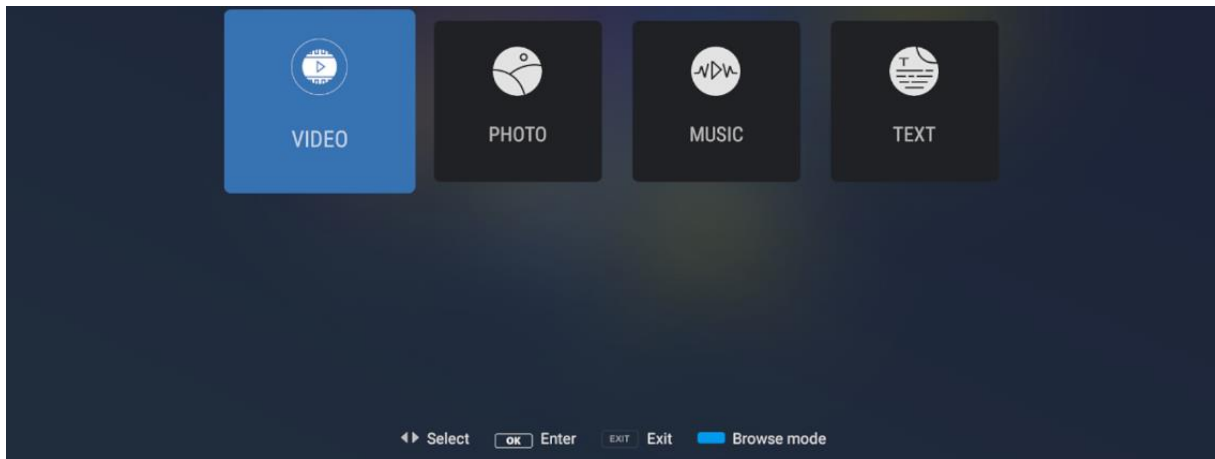 VIDEO PHOTO MUSIC T TEXT
Select OK Enter EXIT Exit Browse mode